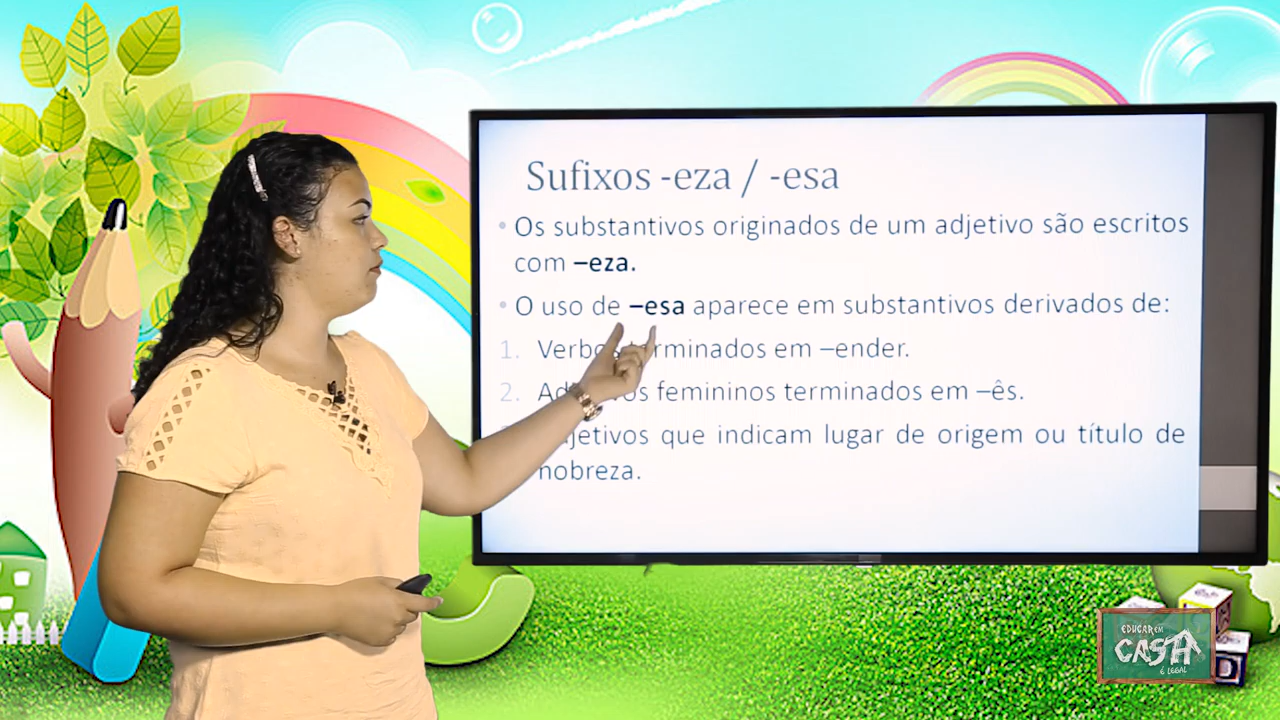 Sufixos -eza / -esa
• Os substantivos originados de um adjetivo são escritos
com –eza.
• O uso de –esa aparece em substantivos derivados de:
1. terminados em –ender.
2. femininos terminados em –ês.
que indicam lugar de origem ou título de
nobreza.
EDUCAR EM
CASA
É LEGAL